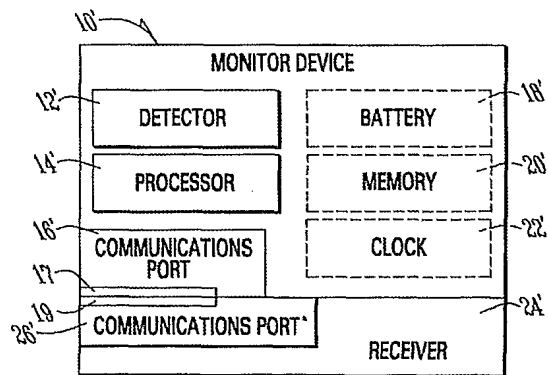 10'
MONITOR DEVICE
12' DETECTOR BATTERY 18'
14' PROCESSOR MEMORY 20'
16' COMMUNICATIONS PORT CLOCK 22'
17
19
26' COMMUNICATIONS PORT 24'
RECEIVER